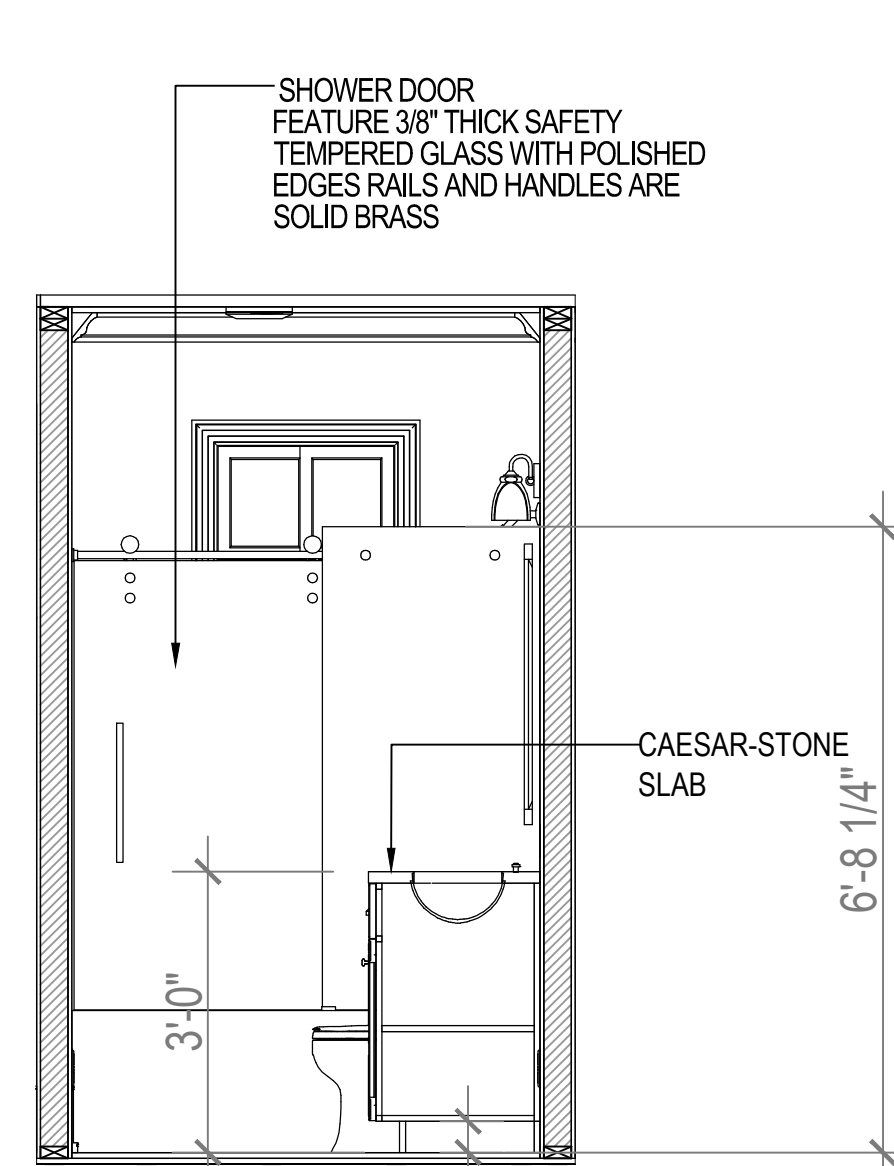 SHOWER DOOR
FEATURE 3/8" THICK SAFETY
TEMPERED GLASS WITH POLISHED
EDGES RAILS AND HANDLES ARE
SOLID BRASS
CAESAR-STONE
SLAB
6'-8 1/4"
3'-0"